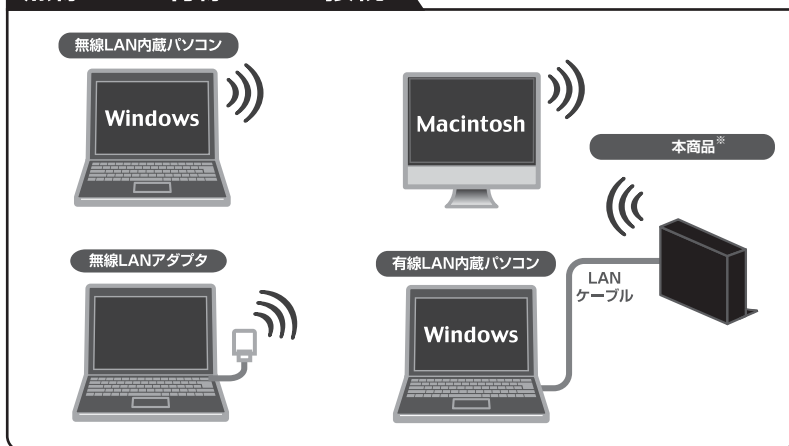 無線LAN内蔵パソコン
Windows
Macintosh
本商品※
無線LANアダプタ
有線LAN内蔵パソコン
Windows
LAN
ケーブル